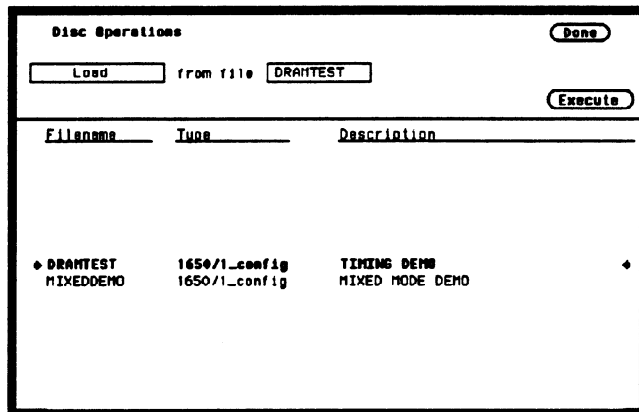 Disc Operations Done
Load from file DRAMTEST
Execute
Filename Type Description
DRAMTEST 1650/1_config TIMING DEMO
MIXEDDEMO 1650/1_config MIXED MODE DEMO